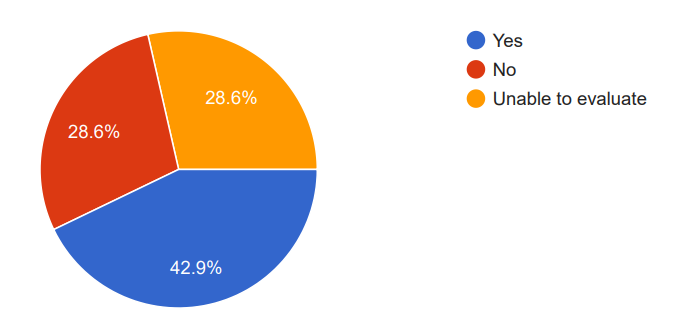 Yes
No
Unable to evaluate
28.6%
28.6%
42.9%